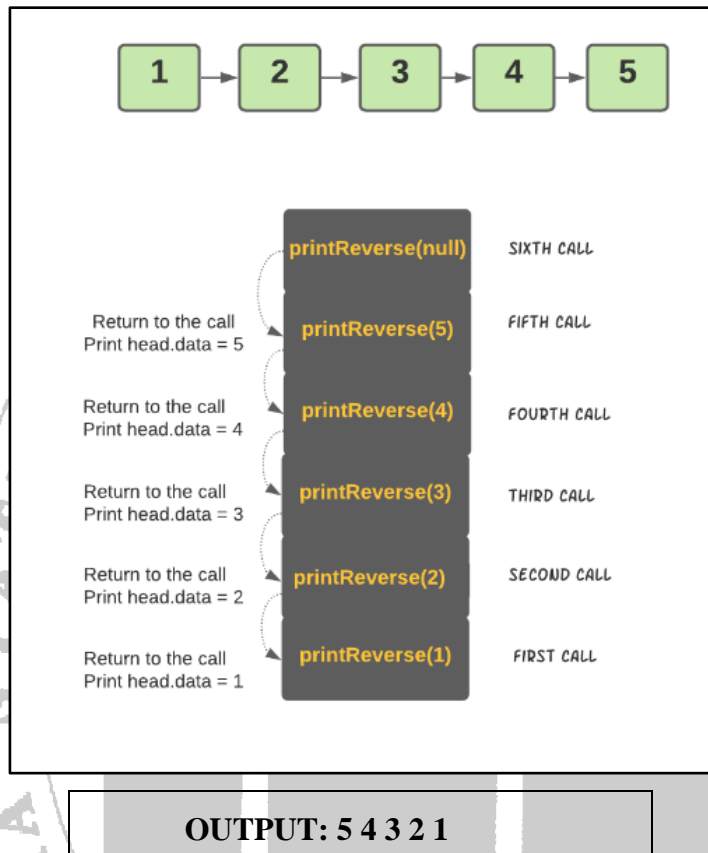 1 2 3 4 5
printReverse(null) SIXTH CALL
Return to the call
Print head.data = 5
printReverse(5) FIFTH CALL
Return to the call
Print head.data = 4
printReverse(4) FOURTH CALL
Return to the call
Print head.data = 3
printReverse(3) THIRD CALL
Return to the call
Print head.data = 2
printReverse(2) SECOND CALL
Return to the call
Print head.data = 1
printReverse(1) FIRST CALL
OUTPUT: 5 4 3 2 1